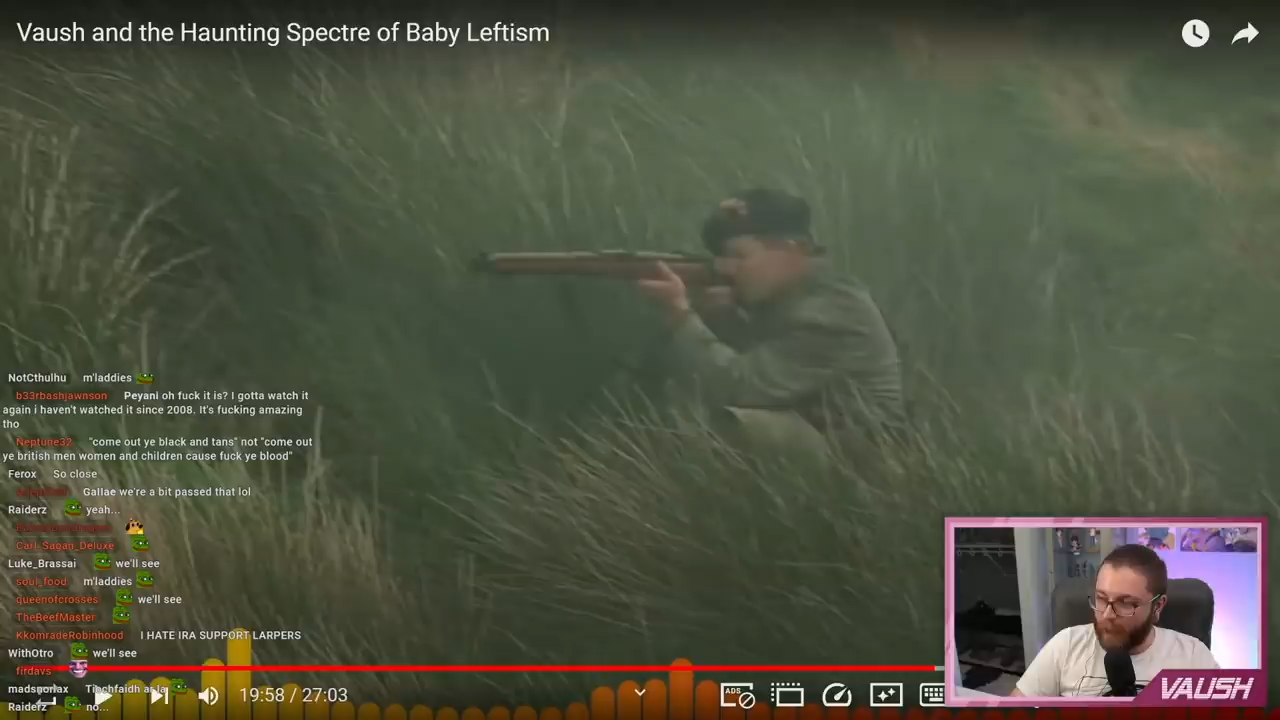 Vaush and the Haunting Spectre of Baby Leftism
NotCthulhu m'laddies
b33rbashjawnson Peyani oh fuck it is? I gotta watch it
again i haven't watched it since 2008. It's fucking amazing
tho
Neptune32 "come out ye black and tans" not "come out
ye british men women and children cause fuck ye blood"
Ferox So close
Gallae we're a bit passed that lol
Raiderz yeah...
Carl_Sagan_Deluxe
Luke_Brassai we'll see
soul_food m'laddies
queenofcrosses we'll see
TheBeefMaster
KkomradeRobinhood I HATE IRA SUPPORT LARPERS
WithOtro we'll see
firdavs
Tiocfhaidh ar la
Raiderz no...
19:58 / 27:03
ADS
VAUSH